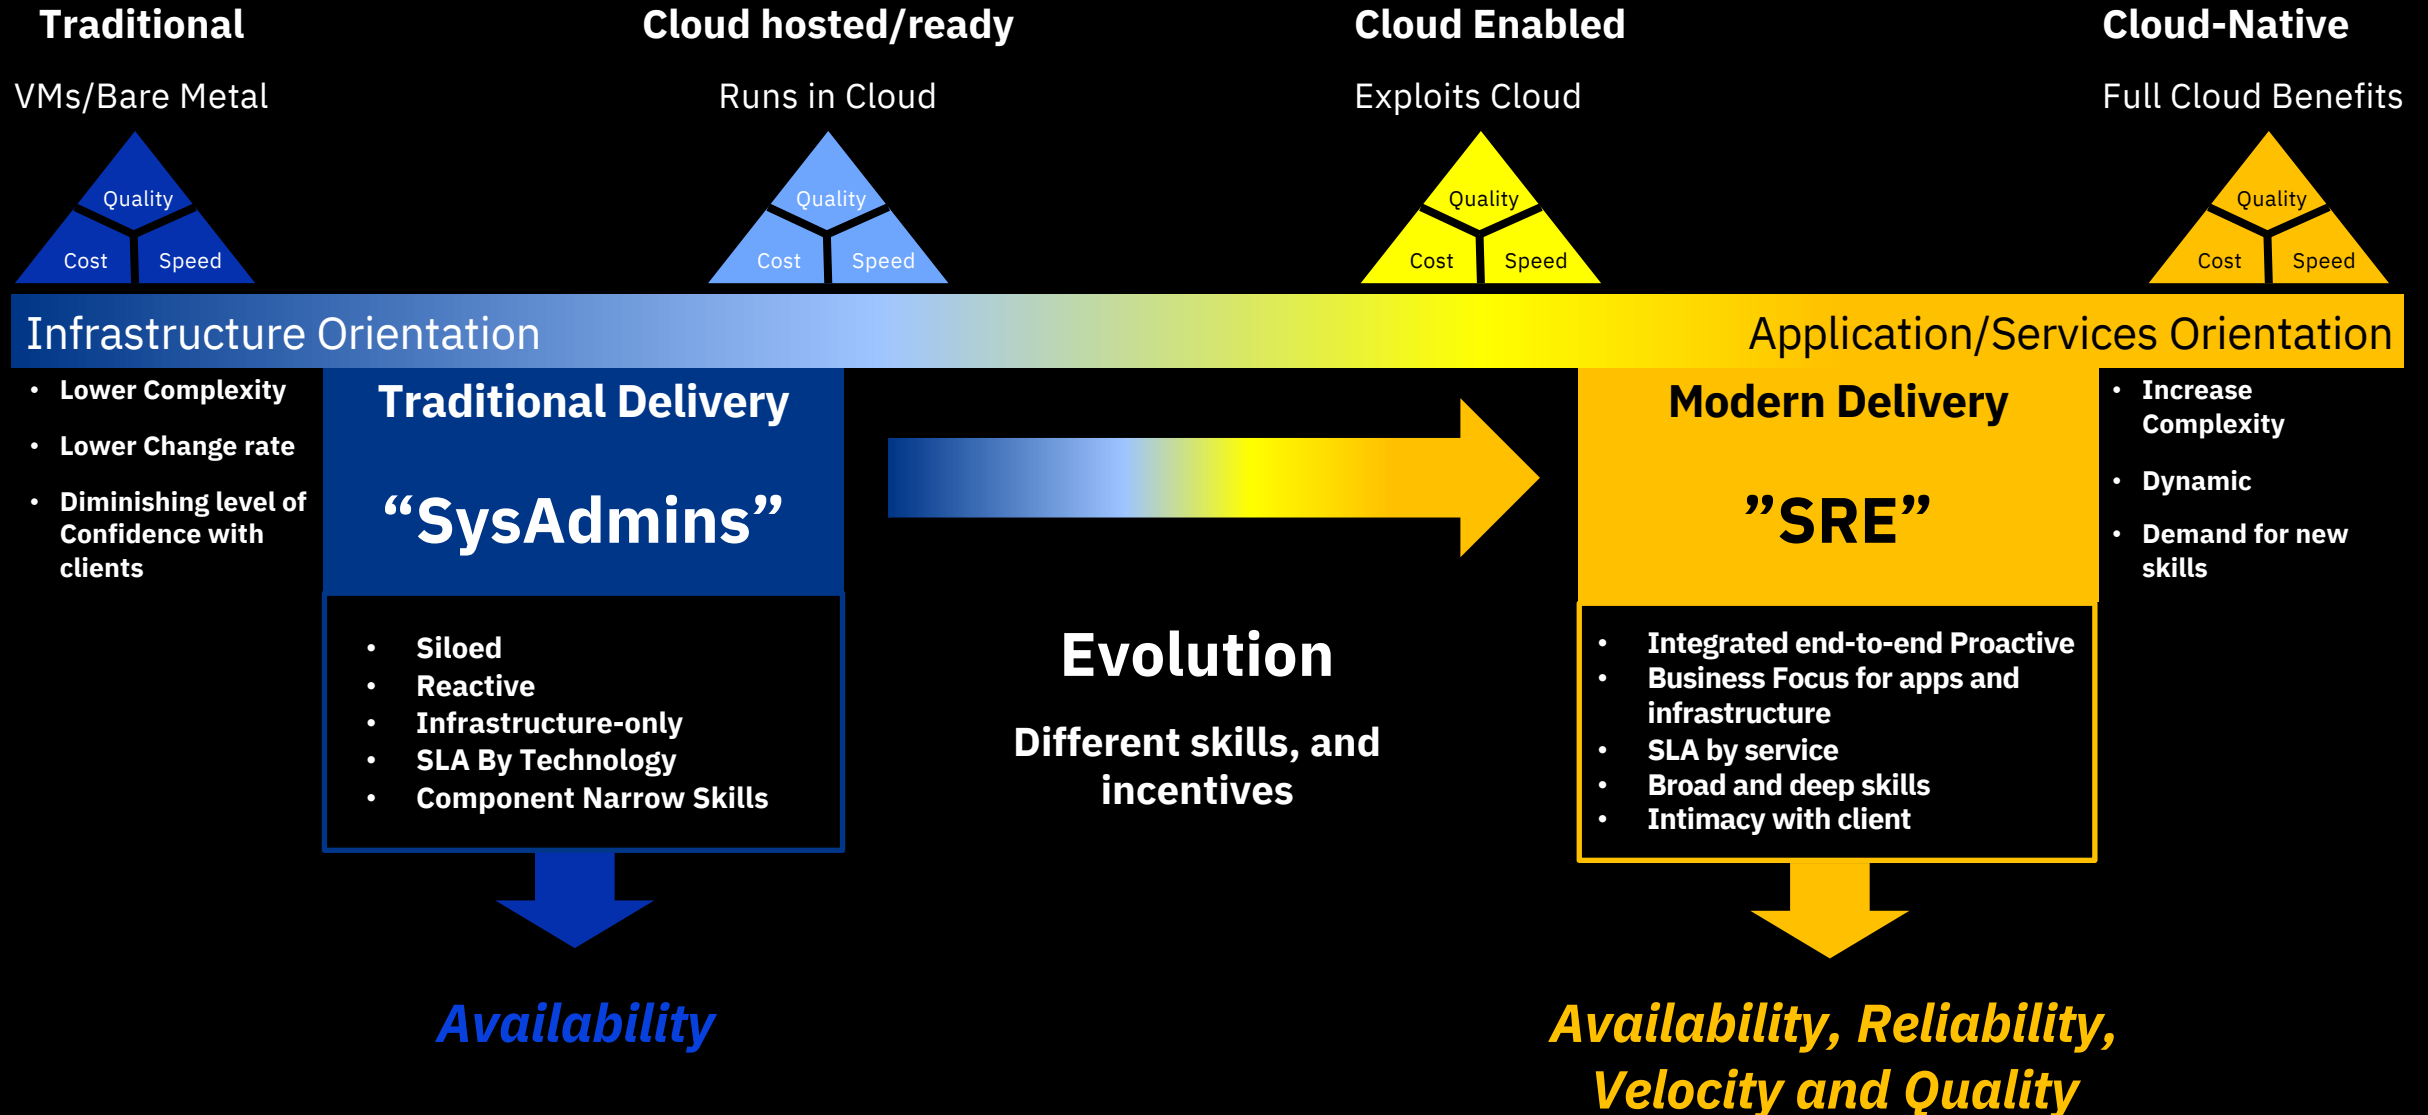 Traditional
Cloud hosted/ready
Cloud Enabled
Cloud-Native
VMs/Bare Metal
Runs in Cloud
Exploits Cloud
Full Cloud Benefits
Quality
Cost
Speed
Quality
Cost
Speed
Quality
Cost
Speed
Quality
Cost
Speed
Infrastructure Orientation
Application/Services Orientation
• Lower Complexity
• Lower Change rate
• Diminishing level of
Confidence with
clients
Traditional Delivery
“SysAdmins”
• Siloed
• Reactive
• Infrastructure-only
• SLA By Technology
• Component Narrow Skills
Availability
Evolution
Different skills, and
incentives
Modern Delivery
”SRE”
• Integrated end-to-end Proactive
• Business Focus for apps and
infrastructure
• SLA by service
• Broad and deep skills
• Intimacy with client
Availability, Reliability,
Velocity and Quality
• Increase
Complexity
• Dynamic
• Demand for new
skills